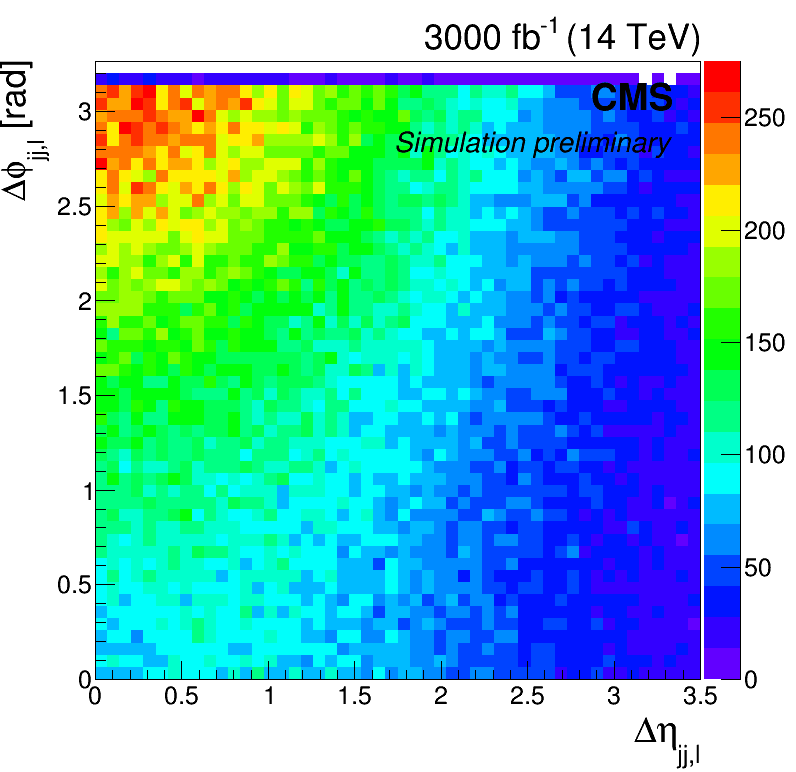 3000 fb⁻¹ (14 TeV)
CMS
Simulation preliminary
Δϕjj,l [rad]
3
2.5
2
1.5
1
0.5
0
0 0.5 1 1.5 2 2.5 3 3.5
Δηjj,l
250
200
150
100
50
0